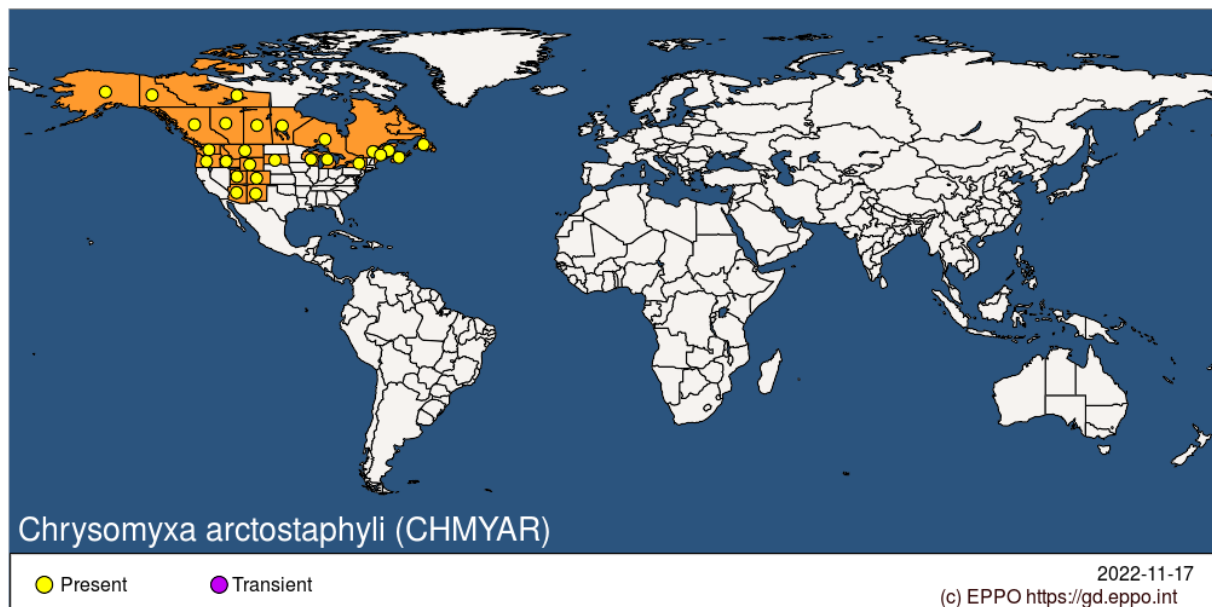 Chrysomyxa arctostaphyli (CHMYAR)
Present
Transient
2022-11-17
(c) EPPO https://gd.eppo.int